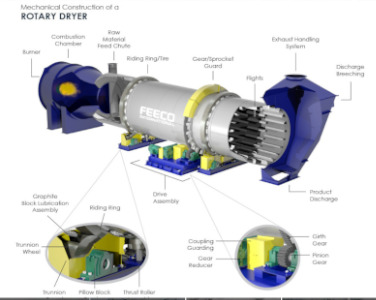 Mechanical Construction of a
ROTARY DRYER
Burner
Combustion
Chamber
Raw
Material
Feed Chute
Riding Ring/Tire
Gear/Sprocket
Guard
Flights
Exhaust Handling
System
Discharge
Breeching
FEECO
Drive
Assembly
Product
Discharge
Graphite
Block Lubrication
Assembly
Riding Ring
Trunnion
Wheel
Trunnion
Pillow Block
Thrust Roller
Coupling
Guarding
Gear
Reducer
Girth
Gear
Pinion
Gear